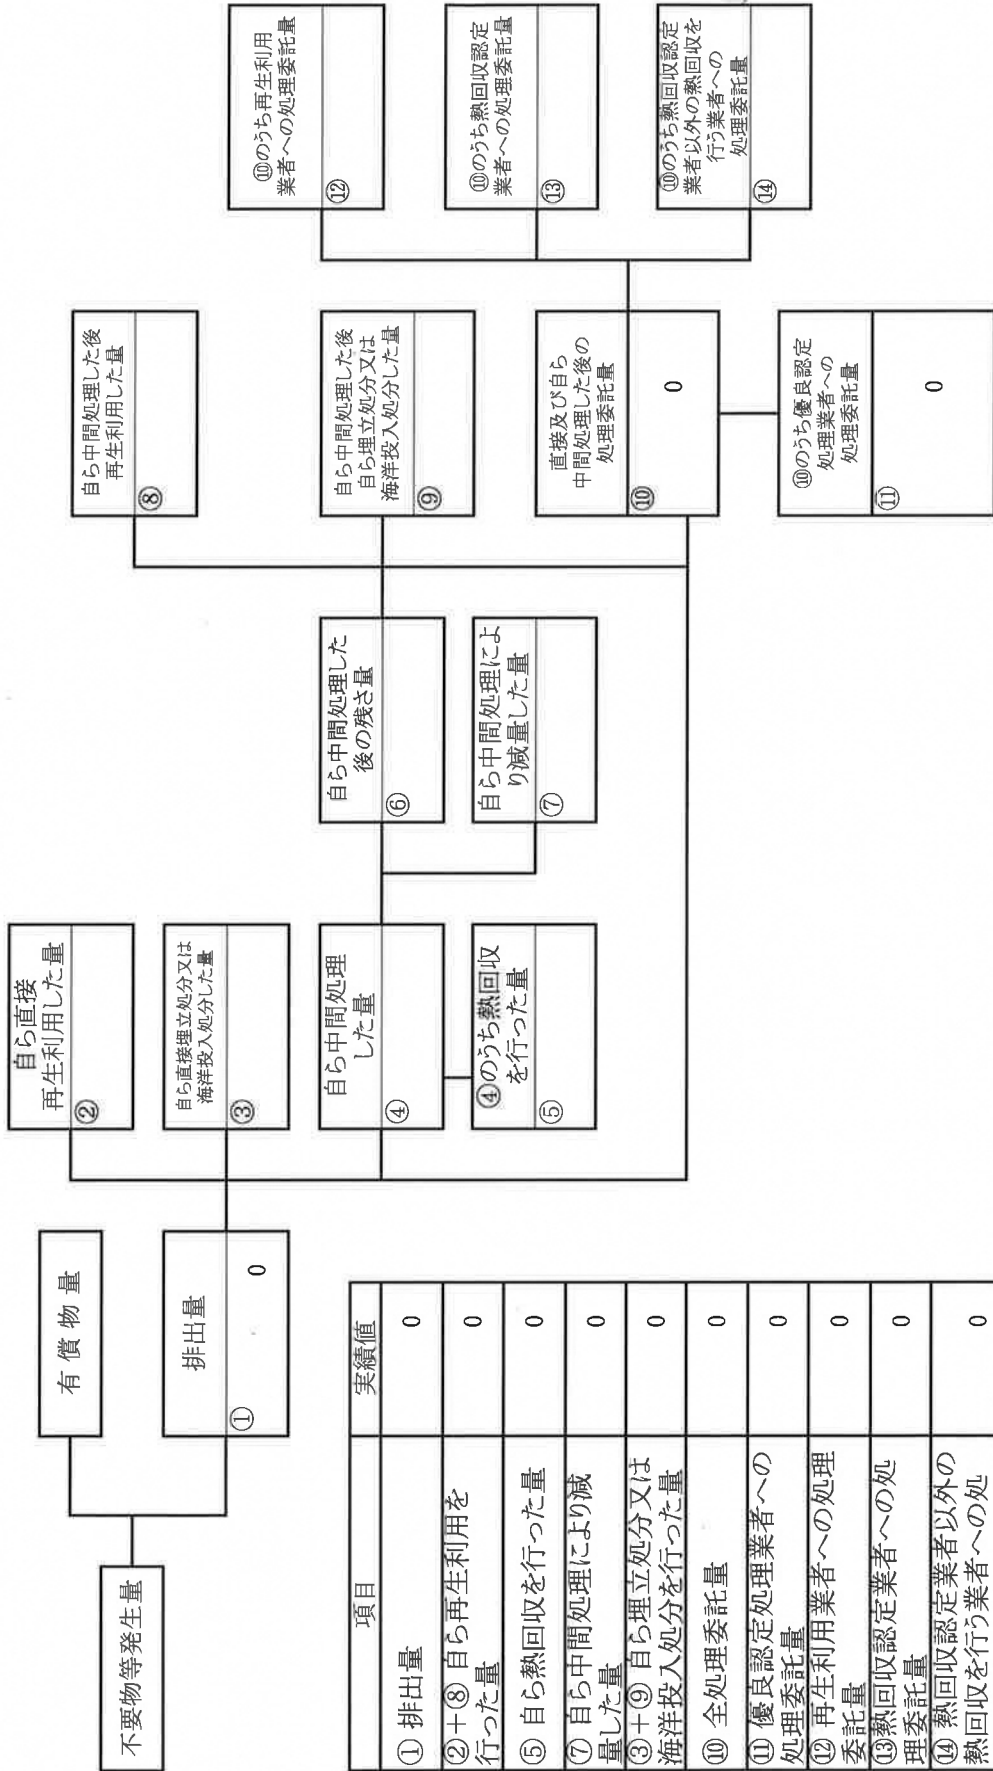 不要物等発生量
有償物量
排出量
①
0
自ら直接
再生利用した量
②
自ら直接埋立処分又は
海洋投入処分した量
③
自ら中間処理
した量
④
④のうち熱回収
を行った量
⑤
自ら中間処理した
後の残さ量
⑥
自ら中間処理によ
り減量した量
⑦
自ら中間処理した後
再生利用した量
⑧
自ら中間処理した後
自ら埋立処分又は
海洋投入処分した量
⑨
直接及び自ら
中間処理した後の
処理委託量
⑩
0
⑩のうち優良認定
処理業者への
処理委託量
⑪
0
⑩のうち再生利用
業者への処理委託量
⑫
⑩のうち熱回収認定
業者への処理委託量
⑬
⑩のうち熱回収認定
業者以外の熱回収を
行う業者への
処理委託量
⑭
項目 実績値
① 排出量 0
②+⑧ 自ら再生利用を
行った量 0
⑤ 自ら熱回収を行った量 0
⑦ 自ら中間処理により減
量した量 0
③+⑨ 自ら埋立処分又は
海洋投入処分を行った量 0
⑩ 全処理委託量 0
⑪ 優良認定処理業者への
処理委託量 0
⑫ 再生利用業者への処理
委託量 0
⑬熱回収認定業者への処
理委託量 0
⑭ 熱回収認定業者以外の
熱回収を行う業者への処 0